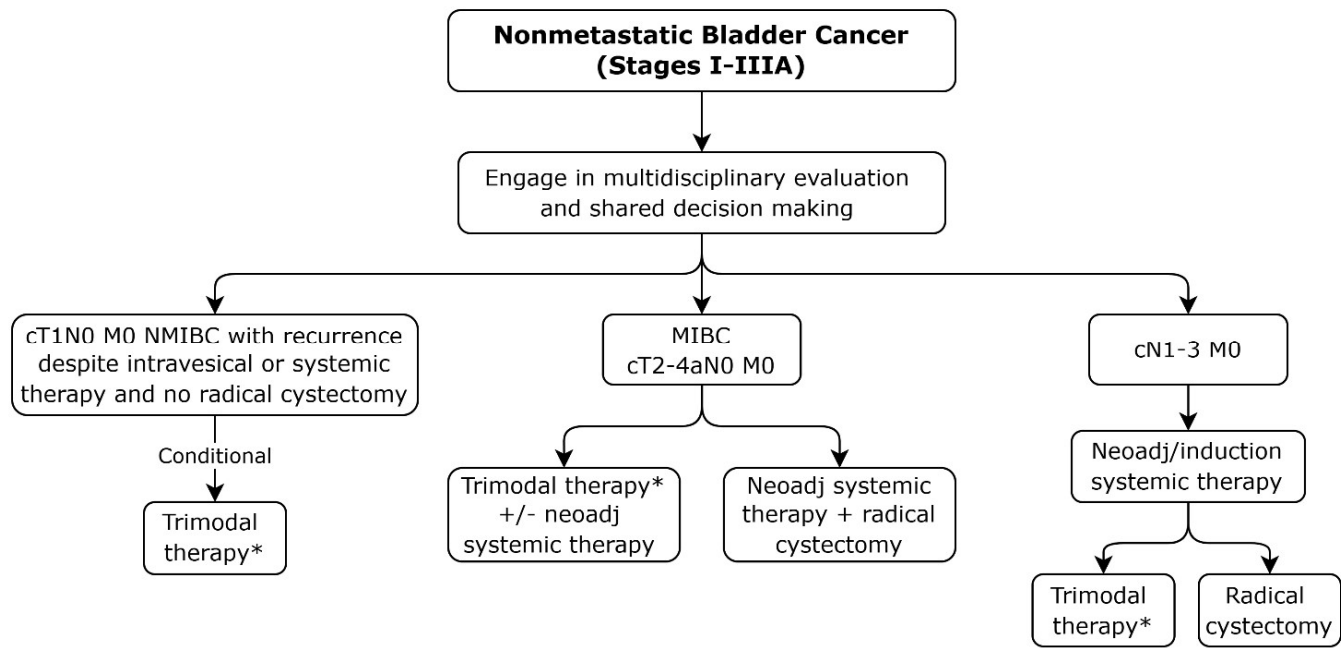 Nonmetastatic Bladder Cancer
(Stages I-IIIA)
Engage in multidisciplinary evaluation
and shared decision making
cT1N0 M0 NMIBC with recurrence
despite intravesical or systemic
therapy and no radical cystectomy
Conditional
Trimodal
therapy*
MIBC
cT2-4aN0 M0
Trimodal therapy*
+/- neoadj
systemic therapy
Neoadj systemic
therapy + radical
cystectomy
cN1-3 M0
Neoadj/induction
systemic therapy
Trimodal
therapy*
Radical
cystectomy